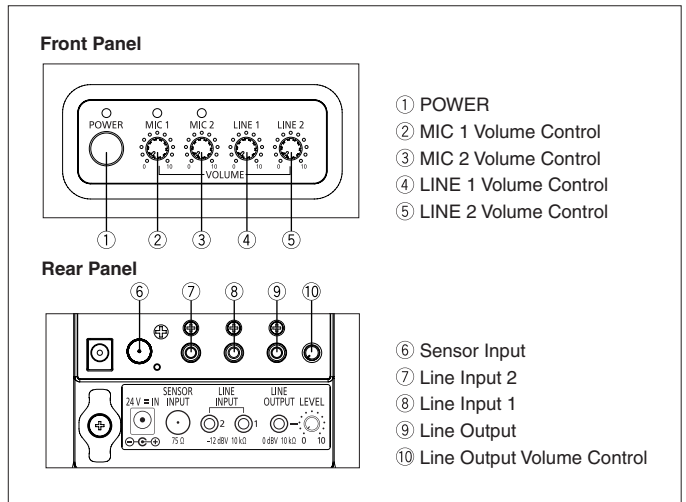 Front Panel
POWER MIC 1 MIC 2 LINE 1 LINE 2
0 10 0 10 0 10 0 10
VOLUME
① ② ③ ④ ⑤
① POWER
② MIC 1 Volume Control
③ MIC 2 Volume Control
④ LINE 1 Volume Control
⑤ LINE 2 Volume Control
Rear Panel
⑥ ⑦ ⑧ ⑨ ⑩
SENSOR LINE LINE
24 V = IN INPUT INPUT OUTPUT LEVEL
2 1
75 Ω −12 dBV 10 kΩ 0 dBV 10 kΩ 0 10
⑥ Sensor Input
⑦ Line Input 2
⑧ Line Input 1
⑨ Line Output
⑩ Line Output Volume Control